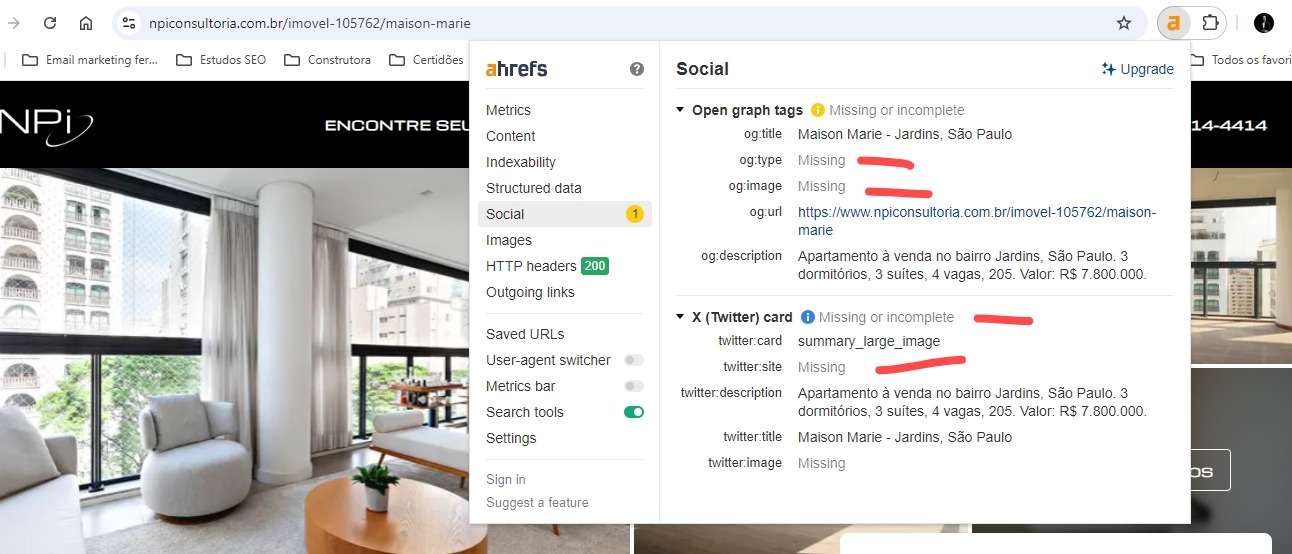 npiconsultoria.com.br/imovel-105762/maison-marie
a
Email marketing fer...
Estudos SEO
Construtora
Certidões
Todos os favori
NPi
ENCONTRE SEU
14-4414
ahrefs
?
Metrics
Content
Indexability
Structured data
Social
1
Images
HTTP headers 200
Outgoing links
Saved URLs
User-agent switcher
Metrics bar
Search tools
Settings
Sign in
Suggest a feature
Social
Upgrade
Open graph tags Missing or incomplete
og:title Maison Marie - Jardins, São Paulo
og:type Missing
og:image Missing
og:url https://www.npiconsultoria.com.br/imovel-105762/maison-
marie
og:description Apartamento à venda no bairro Jardins, São Paulo. 3
dormitórios, 3 suítes, 4 vagas, 205. Valor: R$ 7.800.000.
X (Twitter) card Missing or incomplete
twitter:card summary_large_image
twitter:site Missing
twitter:description Apartamento à venda no bairro Jardins, São Paulo. 3
dormitórios, 3 suítes, 4 vagas, 205. Valor: R$ 7.800.000.
twitter:title Maison Marie - Jardins, São Paulo
twitter:image Missing
os